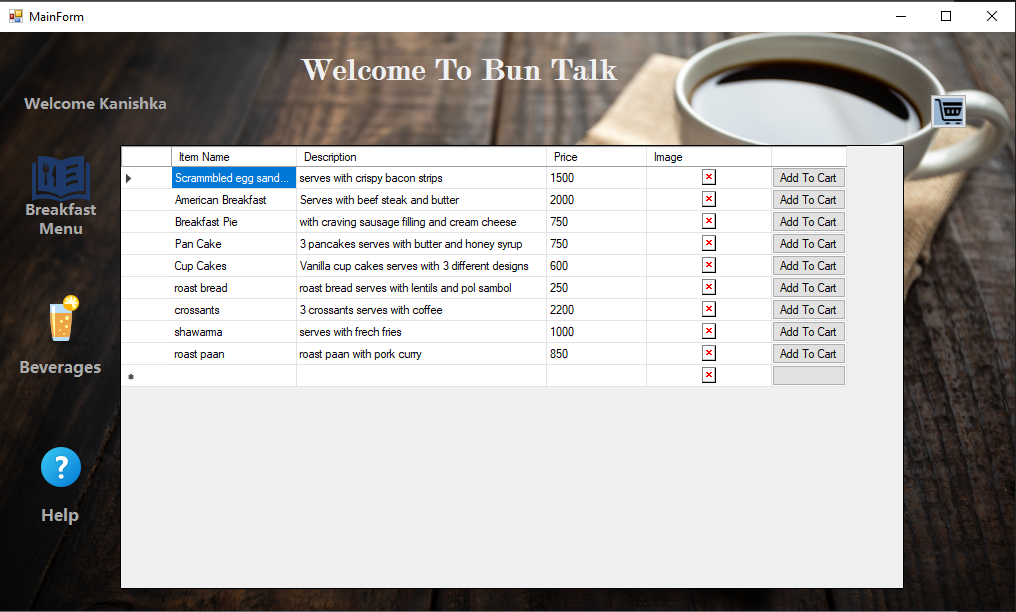 MainForm
Welcome To Bun Talk
Welcome Kanishka
Breakfast
Menu
Beverages
?
Help
Item Name Description Price Image
Scrammbled egg sand... serves with crispy bacon strips 1500 Add To Cart
American Breakfast Serves with beef steak and butter 2000 Add To Cart
Breakfast Pie with craving sausage filling and cream cheese 750 Add To Cart
Pan Cake 3 pancakes serves with butter and honey syrup 750 Add To Cart
Cup Cakes Vanilla cup cakes serves with 3 different designs 600 Add To Cart
roast bread roast bread serves with lentils and pol sambol 250 Add To Cart
crossants 3 crossants serves with coffee 2200 Add To Cart
shawarma serves with frech fries 1000 Add To Cart
roast paan roast paan with pork curry 850 Add To Cart